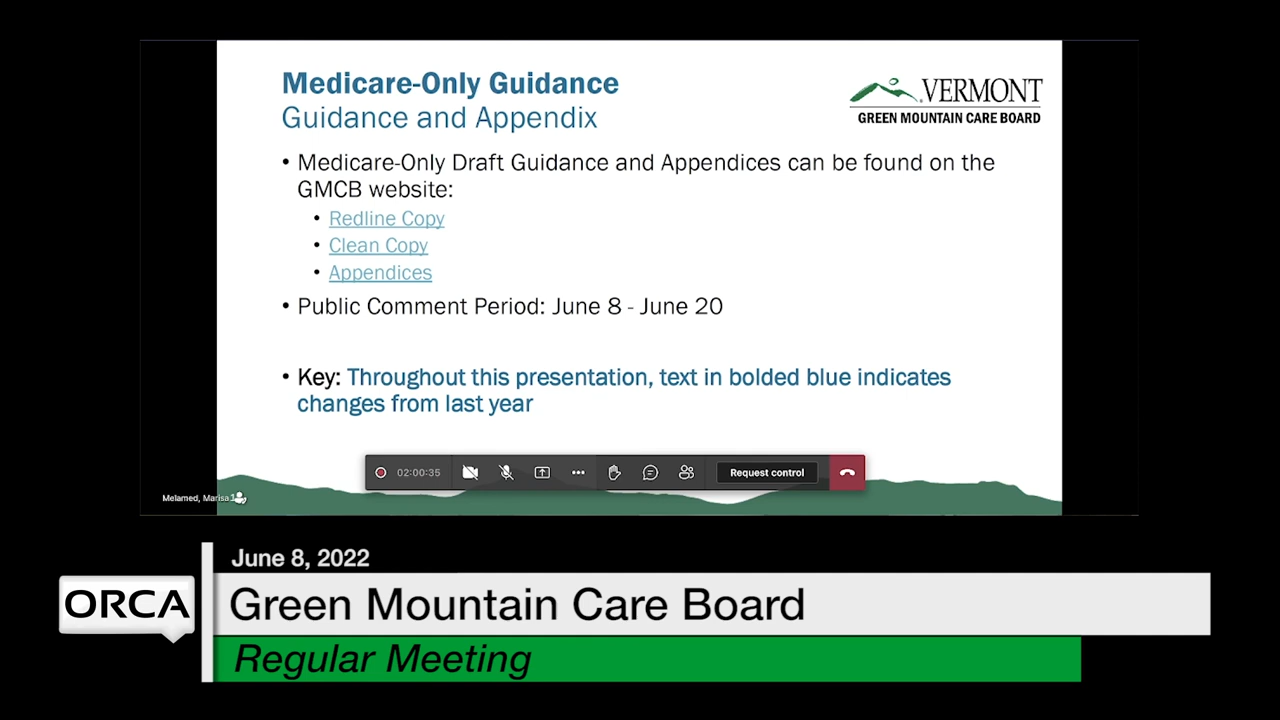 Medicare-Only Guidance
Guidance and Appendix
VERMONT
GREEN MOUNTAIN CARE BOARD
• Medicare-Only Draft Guidance and Appendices can be found on the
GMCB website:
• Redline Copy
• Clean Copy
• Appendices
• Public Comment Period: June 8 - June 20
• Key: Throughout this presentation, text in bolded blue indicates
changes from last year
02:00:35
Request control
Melamed, Marisa
June 8, 2022
ORCA
Green Mountain Care Board
Regular Meeting